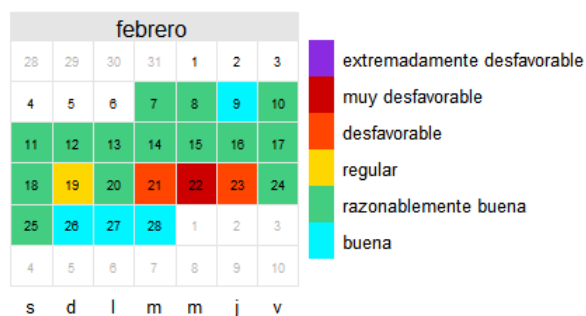 febrero
28 29 30 31 1 2 3
4 5 6 7 8 9 10
11 12 13 14 15 16 17
18 19 20 21 22 23 24
25 26 27 28 1 2 3
4 5 6 7 8 9 10
s d l m m j v
extremadamente desfavorable
muy desfavorable
desfavorable
regular
razonablemente buena
buena